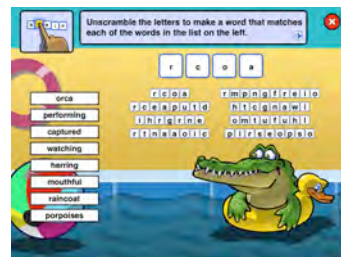 Unscramble the letters to make a word that matches
each of the words in the list on the left.
r c o a
orca
performing
captured
watching
herring
mouthful
raincoat
porpoises
r c o a
r m p n g f r e i o
r c e a p u t d
h t c g n a w i
i h r g r n e
o m t u f u h l
r t n a a o i c
p i r s e o p s o